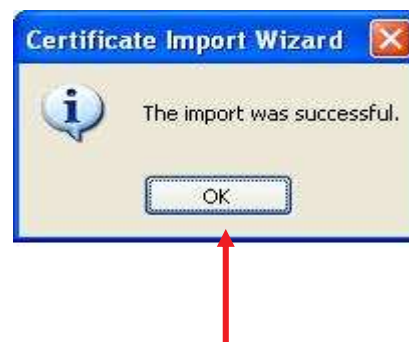 Certificate Import Wizard
The import was successful.
OK